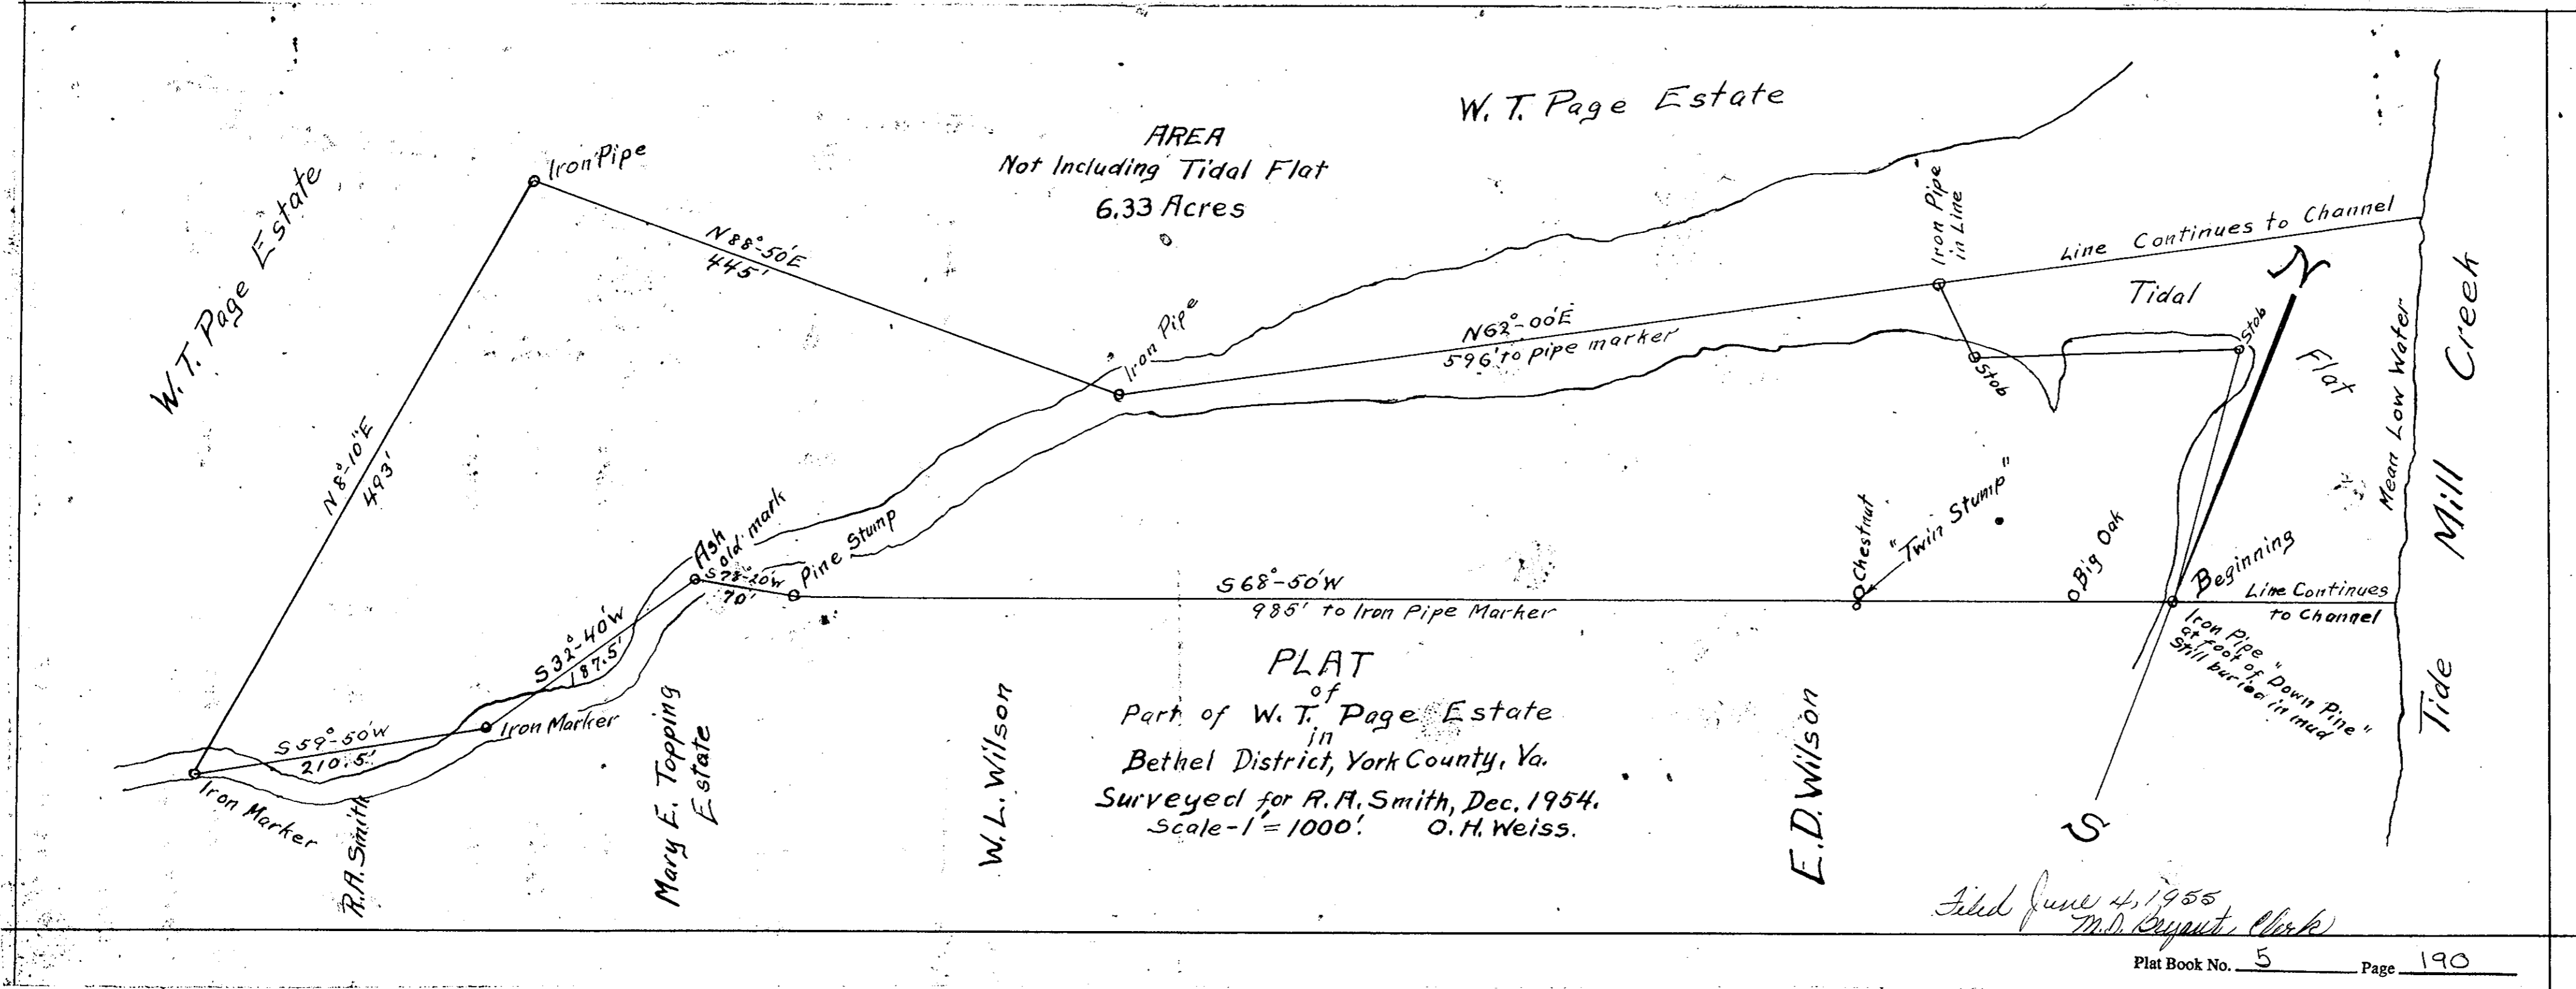 W. T. Page Estate
AREA
Not Including Tidal Flat
6.33 Acres
W. T. Page Estate
Iron Pipe
N 88°-50'E
445'
Iron Pipe
Iron Pipe
in Line
Line Continues to Channel
N62°-00'E
596' to pipe marker
Tidal
Flat
N
Stob
Stob
Mean Low Water
Tide Mill Creek
N 8°-10"E
493'
Ash
old mark
S78°-20'W
70'
Pine Stump
S 68°-50'W
985' to Iron Pipe Marker
Chestnut
"Twin Stump"
Big Oak
Beginning
Line Continues
to Channel
Iron Pipe
at foot of "Down Pine"
Still buried in mud
S32°-40'W
187.5'
Iron Marker
S59°-50'W
210.5'
Iron Marker
R.A. Smith
Mary E. Topping
Estate
W.L. Wilson
E.D. Wilson
PLAT
of
Part of W. T. Page Estate
in
Bethel District, York County, Va.
Surveyed for R.A. Smith, Dec. 1954.
Scale-1"=1000'. O.H. Weiss.
S
Filed June 4, 1955
M.D. Bryant, Clerk
Plat Book No. 5 Page 190